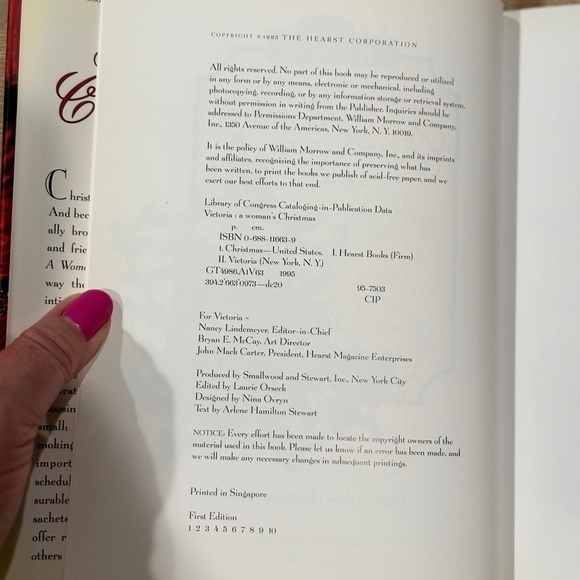 COPYRIGHT ©1995 THE HEARST CORPORATION
All rights reserved. No part of this book may be reproduced or utilized
in any form or by any means, electronic or mechanical, including
photocopying, recording, or by any information storage or retrieval system,
without permission in writing from the Publisher. Inquiries should be
addressed to Permissions Department, William Morrow and Company,
Inc., 1350 Avenue of the Americas, New York, N.Y. 10019.
It is the policy of William Morrow and Company, Inc., and its imprints
and affiliates, recognizing the importance of preserving what has
been written, to print the books we publish of acid-free paper, and we
exert our best efforts to that end.
Library of Congress Cataloging-in-Publication Data
Victoria : a woman's Christmas
p. cm.
ISBN 0-688-11663-9
1. Christmas—United States. I. Hearst Books (Firm)
II. Victoria (New York, N.Y.)
GT4986.A1V63 1995
394.2'663'0973—dc20 95-7503
CIP
For Victoria ~
Nancy Lindemeyer, Editor-in-Chief
Bryan E. McCay, Art Director
John Mack Carter, President, Hearst Magazine Enterprises
Produced by Smallwood and Stewart, Inc., New York City
Edited by Laurie Orseck
Designed by Nina Ovryn
Text by Arlene Hamilton Stewart
NOTICE: Every effort has been made to locate the copyright owners of the
material used in this book. Please let us know if an error has been made, and
we will make any necessary changes in subsequent printings.
Printed in Singapore
First Edition
1 2 3 4 5 6 7 8 9 10
C
Christ
And bec
ally bro
and frie
A Wom
way the
inti
small;
import
schedul
surable
sachets
offer r
others